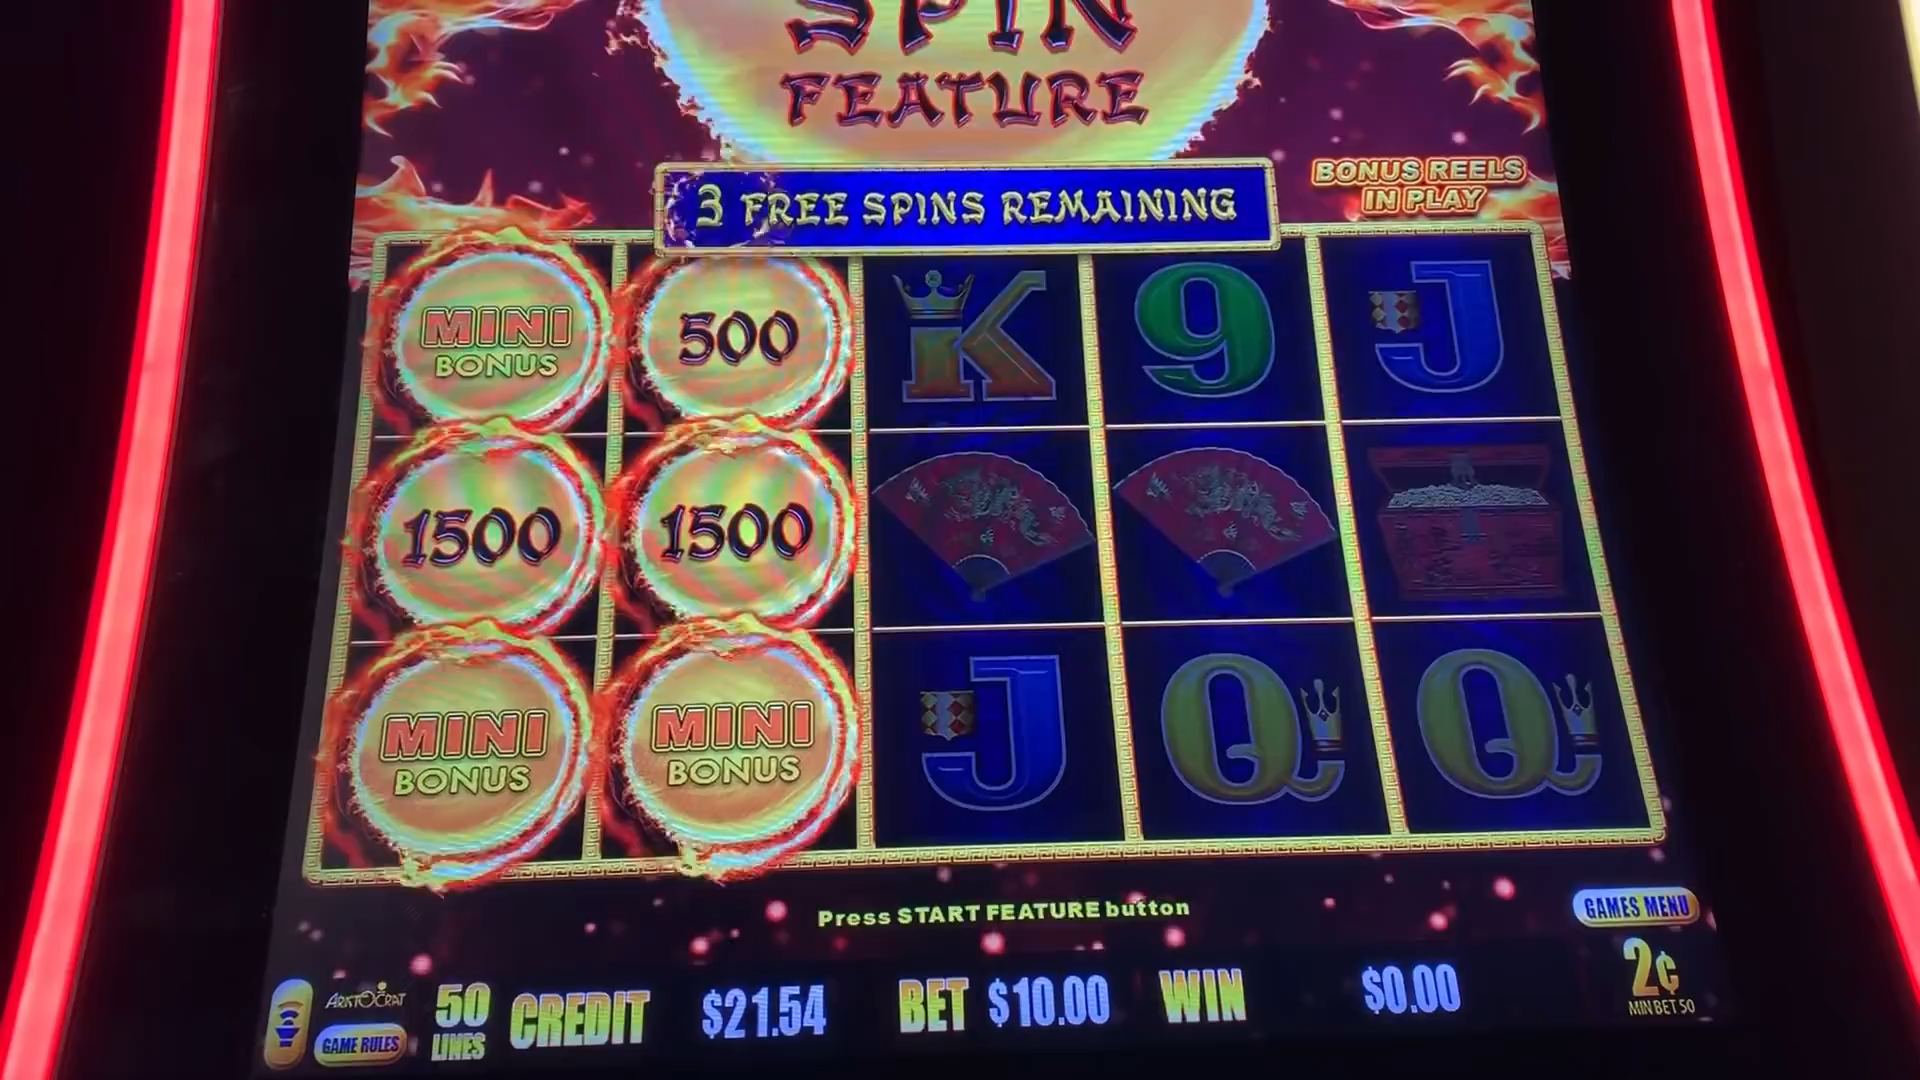 SPIN
FEATURE
3 FREE SPINS REMAINING
BONUS REELS
IN PLAY
MINI
BONUS
500
K
9
J
1500
1500
MINI
BONUS
MINI
BONUS
J
Q
Q
Press START FEATURE button
GAMES MENU
ARISTOCRAT
GAME RULES
50
LINES
CREDIT $21.54
BET $10.00
WIN $0.00
2¢
MIN BET 50